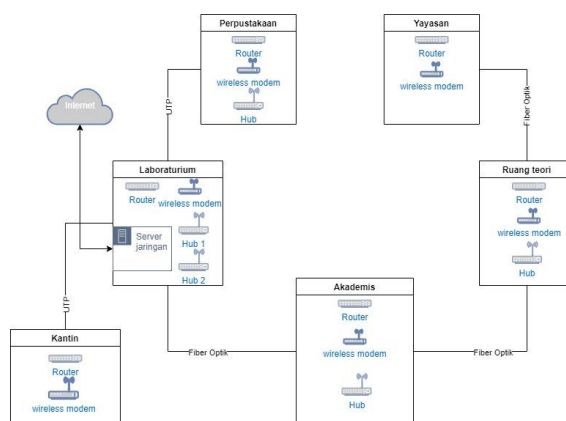 Perpustakaan
Router
wireless modem
Hub
Yayasan
Router
wireless modem
Internet
UTP
Fiber Optik
Laboraturium
Router
wireless modem
Server
jaringan
Hub 1
Hub 2
Ruang teori
Router
wireless modem
Hub
UTP
Akademis
Router
wireless modem
Hub
Fiber Optik
Fiber Optik
Kantin
Router
wireless modem